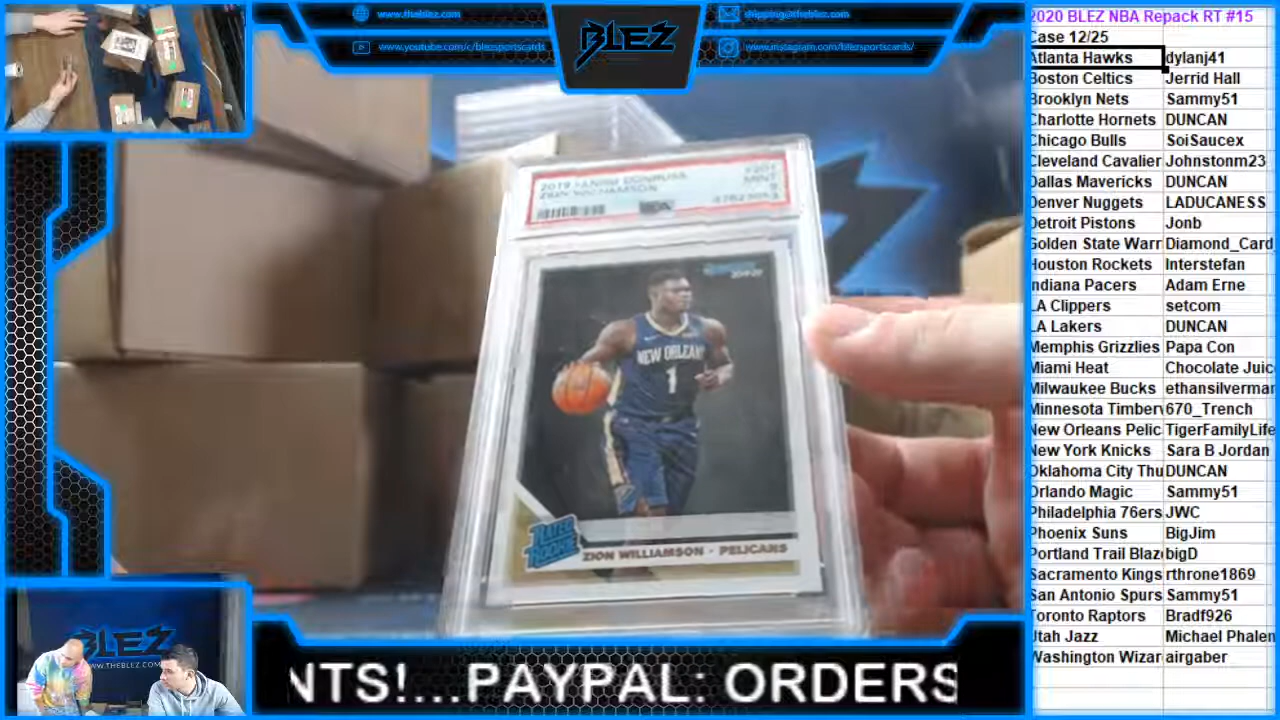 www.theblez.com
shipping@theblez.com
www.youtube.com/c/blezsportscards
www.instagram.com/blezsportscards/
BLEZ
2019 PANINI DONRUSS
ZION WILLIAMSON
MINT
9
PSA
NEW ORLEANS
1
RATED
ROOKIE
ZION WILLIAMSON · PELICANS
BLEZ
WWW.THEBLEZ.COM
NTS!...PAYPAL: ORDERS
2020 BLEZ NBA Repack RT #15
Case 12/25
Atlanta Hawks dylanj41
Boston Celtics Jerrid Hall
Brooklyn Nets Sammy51
Charlotte Hornets DUNCAN
Chicago Bulls SoiSaucex
Cleveland Cavalier Johnstonm23
Dallas Mavericks DUNCAN
Denver Nuggets LADUCANESS
Detroit Pistons Jonb
Golden State Warr Diamond_Card
Houston Rockets Interstefan
Indiana Pacers Adam Erne
LA Clippers setcom
LA Lakers DUNCAN
Memphis Grizzlies Papa Con
Miami Heat Chocolate Juic
Milwaukee Bucks ethansilverman
Minnesota Timberv 670_Trench
New Orleans Pelic TigerFamilyLife
New York Knicks Sara B Jordan
Oklahoma City Thu DUNCAN
Orlando Magic Sammy51
Philadelphia 76ers JWC
Phoenix Suns BigJim
Portland Trail Blaz bigD
Sacramento Kings rthrone1869
San Antonio Spurs Sammy51
Toronto Raptors Bradf926
Utah Jazz Michael Phalen
Washington Wizar airgaber